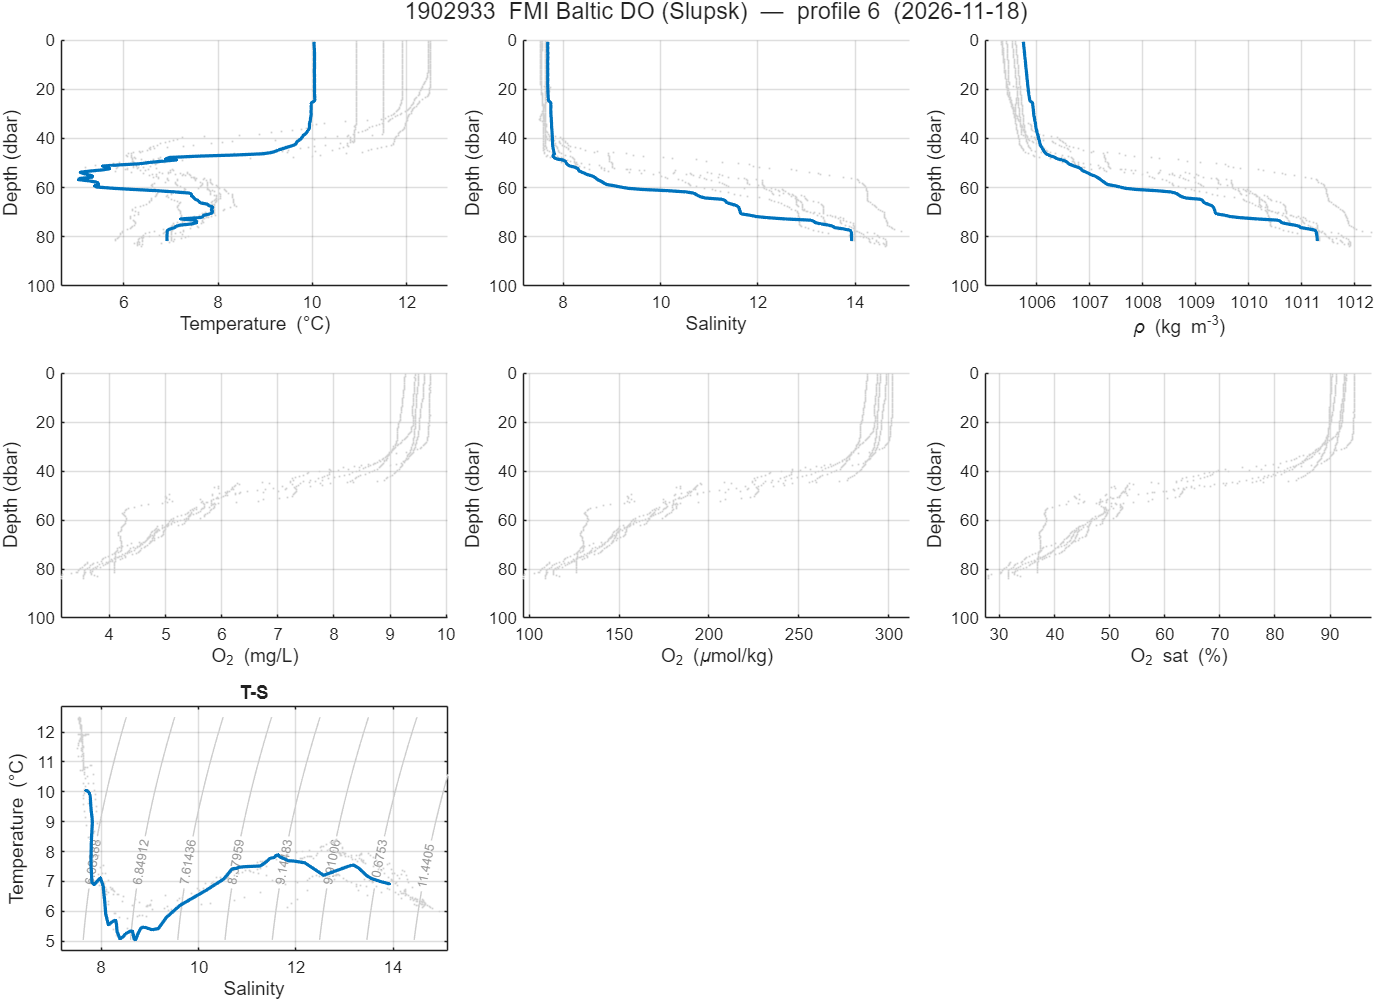 1902933 FMI Baltic DO (Slupsk) — profile 6 (2026-11-18)
0
20
40
60
80
100
Depth (dbar)
6 8 10 12
Temperature (°C)
0
20
40
60
80
100
Depth (dbar)
8 10 12 14
Salinity
0
20
40
60
80
100
Depth (dbar)
1006 1007 1008 1009 1010 1011 1012
ρ (kg m-3)
0
20
40
60
80
100
Depth (dbar)
4 5 6 7 8 9 10
O2 (mg/L)
0
20
40
60
80
100
Depth (dbar)
100 150 200 250 300
O2 (µmol/kg)
0
20
40
60
80
100
Depth (dbar)
30 40 50 60 70 80 90
O2 sat (%)
T-S
12
11
10
9
8
7
6
5
Temperature (°C)
6.84912 7.61436 9.14483 11.4405
8 10 12 14
Salinity